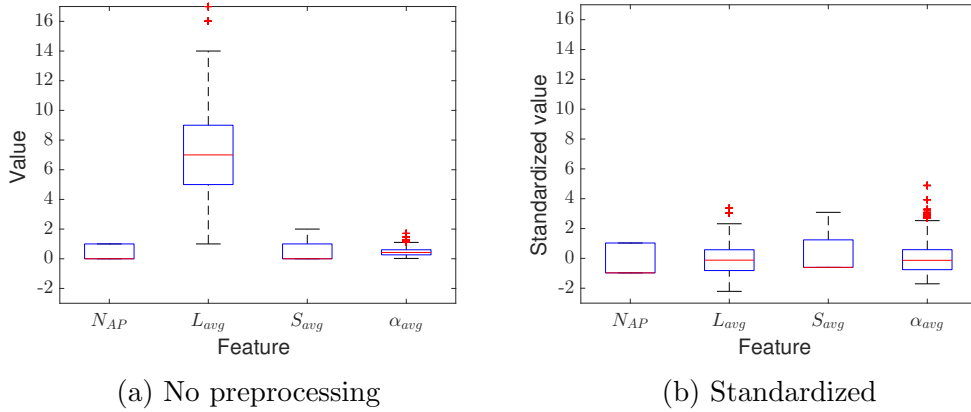 16
14
12
10
8
6
4
2
0
-2
Value
N_AP L_avg S_avg α_avg
Feature
(a) No preprocessing
16
14
12
10
8
6
4
2
0
-2
Standardized value
N_AP L_avg S_avg α_avg
Feature
(b) Standardized